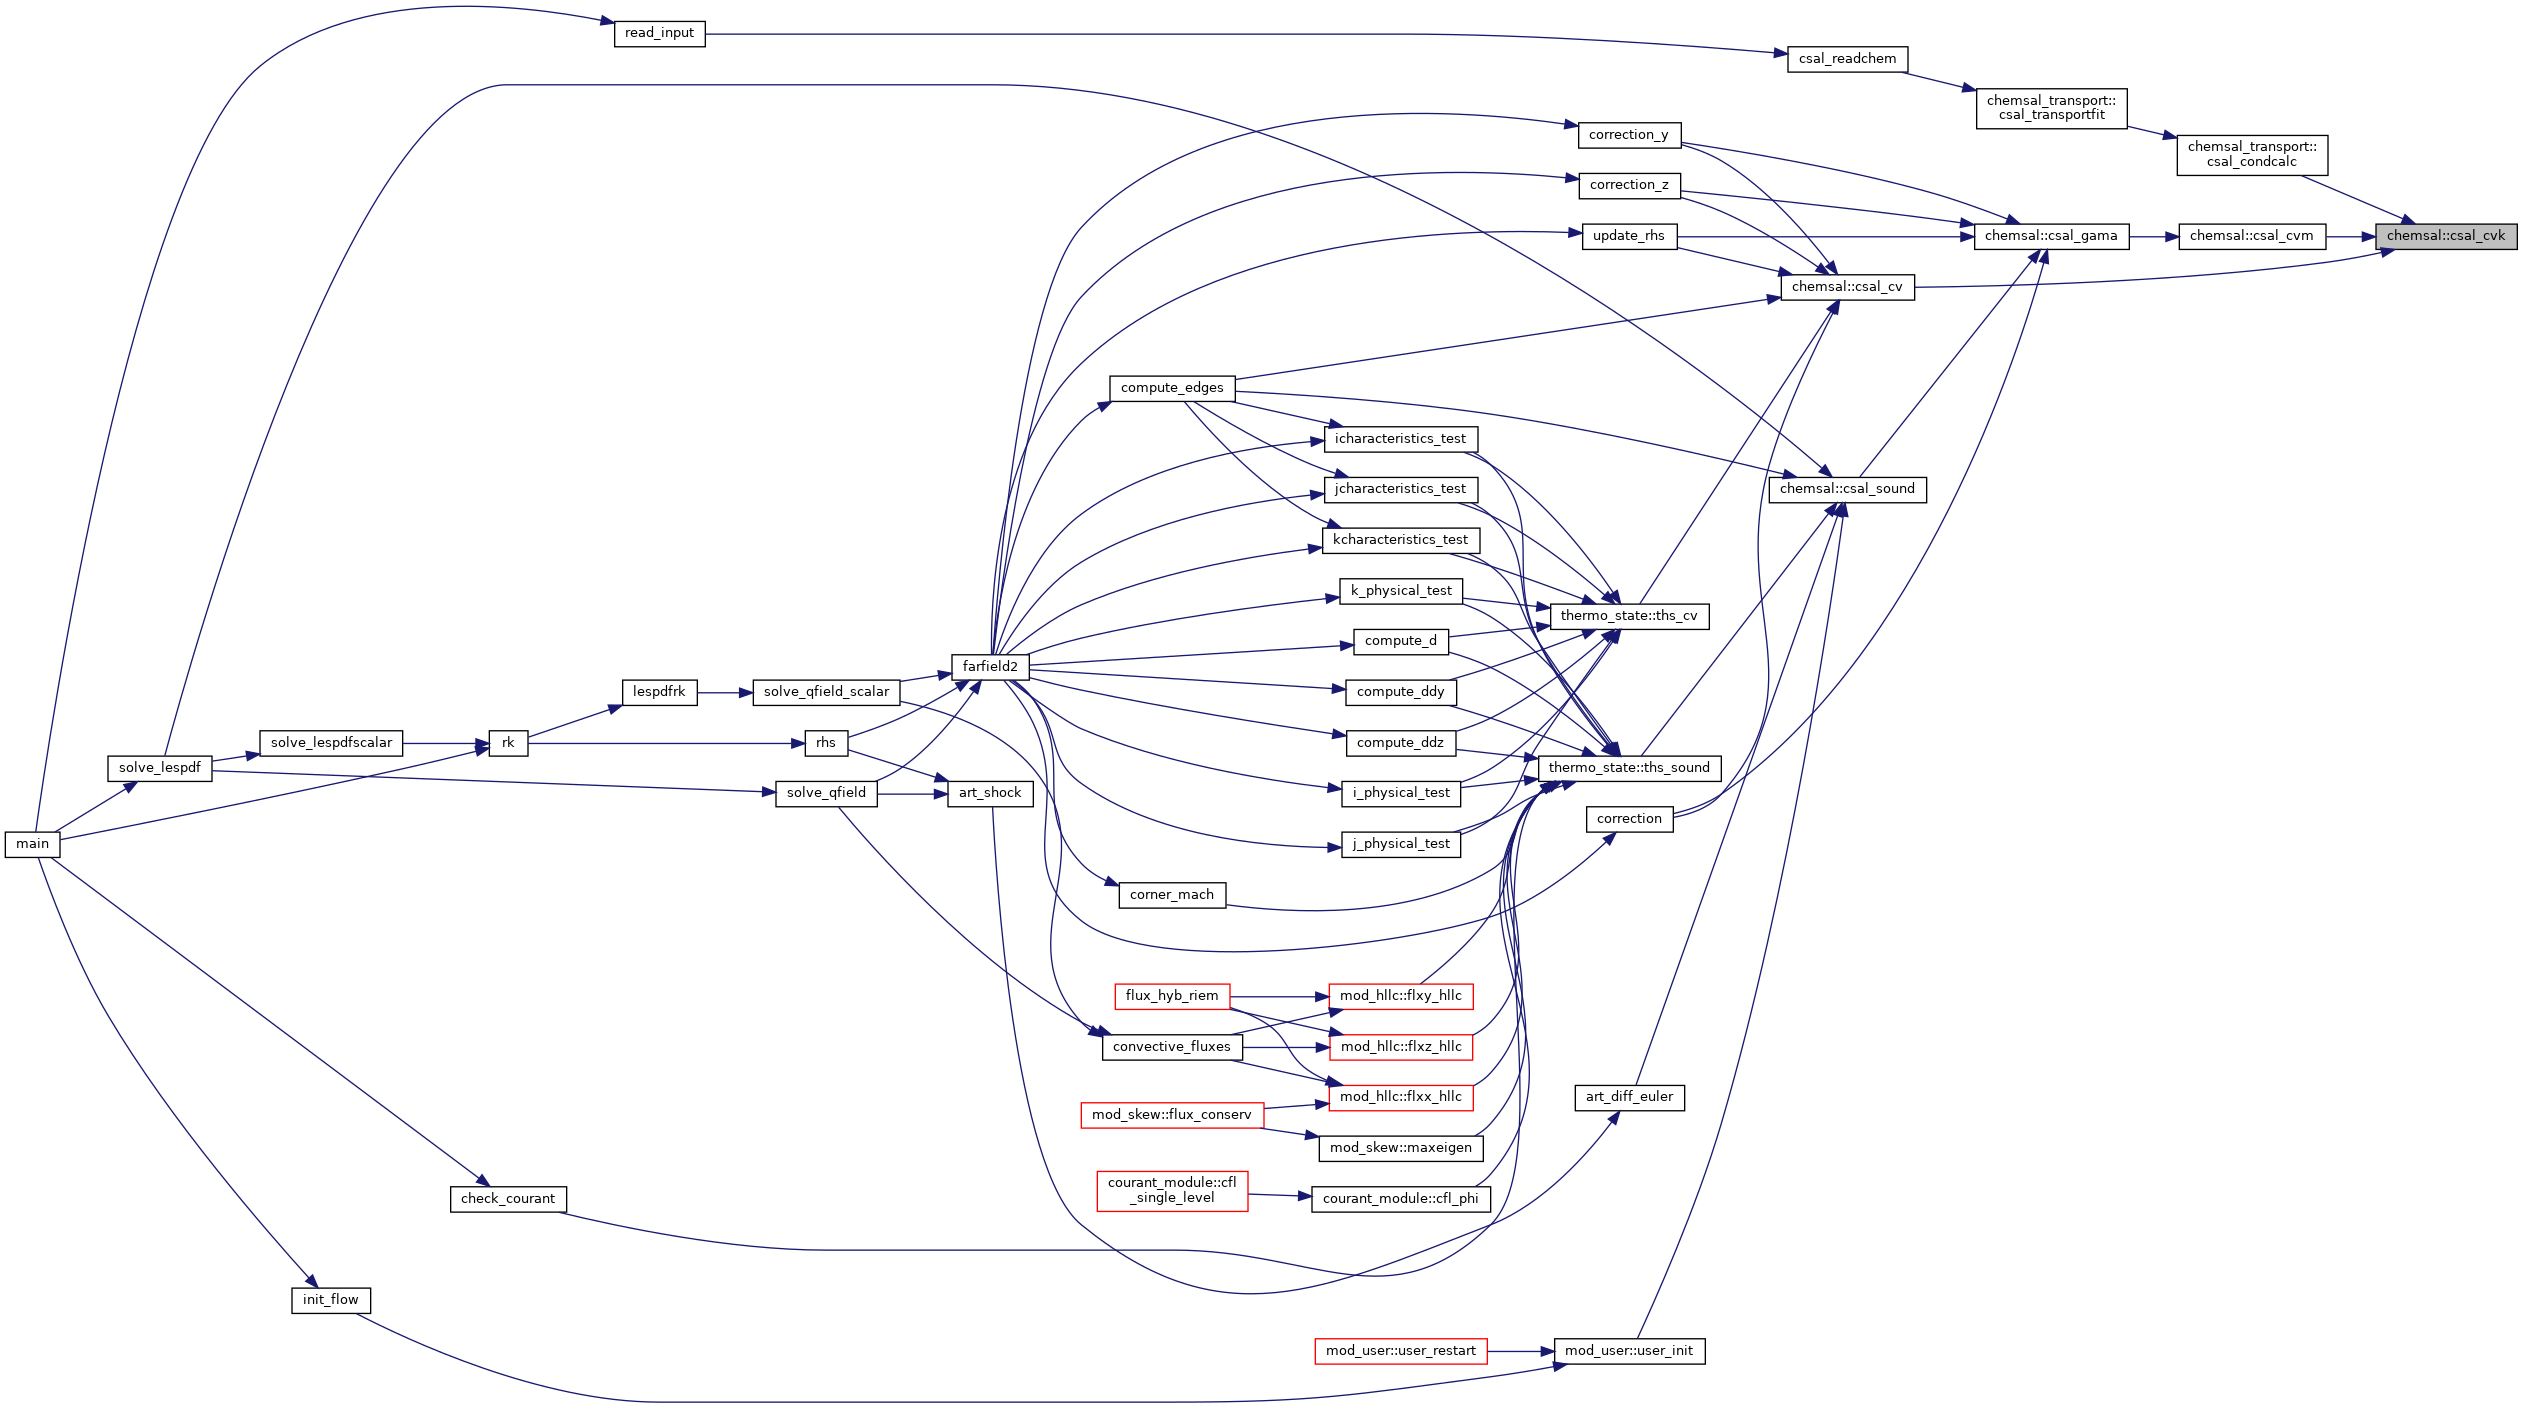 read_input
csal_readchem
chemsal_transport::
csal_transportfit
correction_y
chemsal_transport::
csal_condcalc
correction_z
update_rhs
chemsal::csal_gama
chemsal::csal_cvm
chemsal::csal_cvk
chemsal::csal_cv
compute_edges
icharacteristics_test
jcharacteristics_test
chemsal::csal_sound
kcharacteristics_test
k_physical_test
thermo_state::ths_cv
compute_d
farfield2
lespdfrk
solve_qfield_scalar
compute_ddy
solve_lespdfscalar
rk
rhs
compute_ddz
solve_lespdf
thermo_state::ths_sound
solve_qfield
art_shock
i_physical_test
correction
main
j_physical_test
corner_mach
flux_hyb_riem
mod_hllc::flxy_hllc
convective_fluxes
mod_hllc::flxz_hllc
mod_hllc::flxx_hllc
art_diff_euler
mod_skew::flux_conserv
mod_skew::maxeigen
courant_module::cfl
_single_level
check_courant
courant_module::cfl_phi
init_flow
mod_user::user_restart
mod_user::user_init